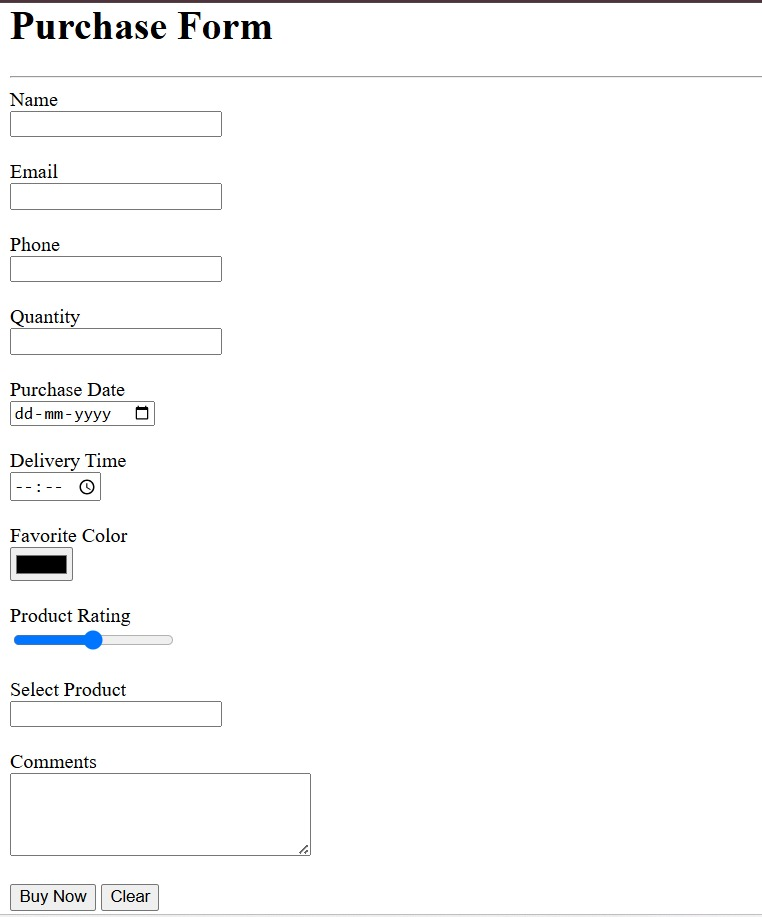 Purchase Form
Name
Email
Phone
Quantity
Purchase Date
dd-mm-yyyy
Delivery Time
--:--
Favorite Color
Product Rating
Select Product
Comments
Buy Now Clear